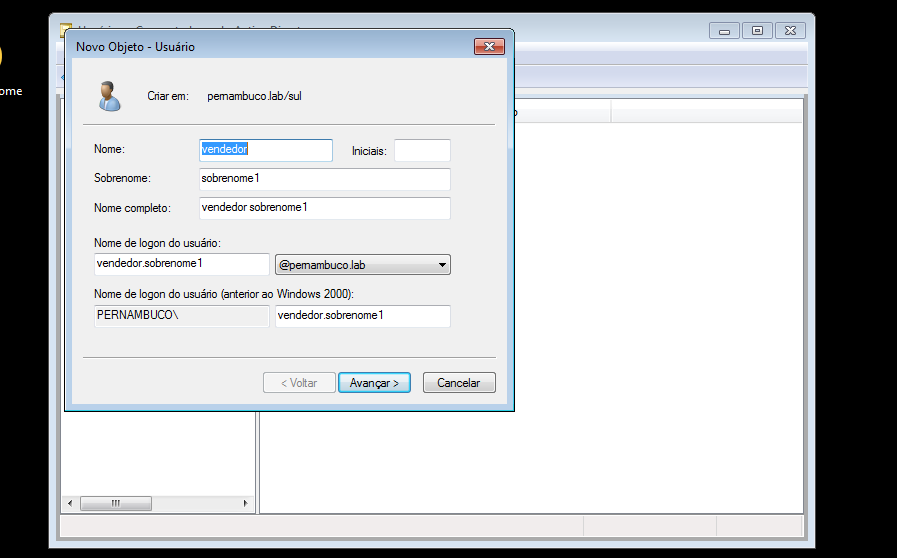 ome
Novo Objeto - Usuário
Criar em: pernambuco.lab/sul
Nome: vendedor Iniciais:
Sobrenome: sobrenome1
Nome completo: vendedor sobrenome1
Nome de logon do usuário:
vendedor.sobrenome1 @pernambuco.lab
Nome de logon do usuário (anterior ao Windows 2000):
PERNAMBUCO\ vendedor.sobrenome1
< Voltar Avançar > Cancelar